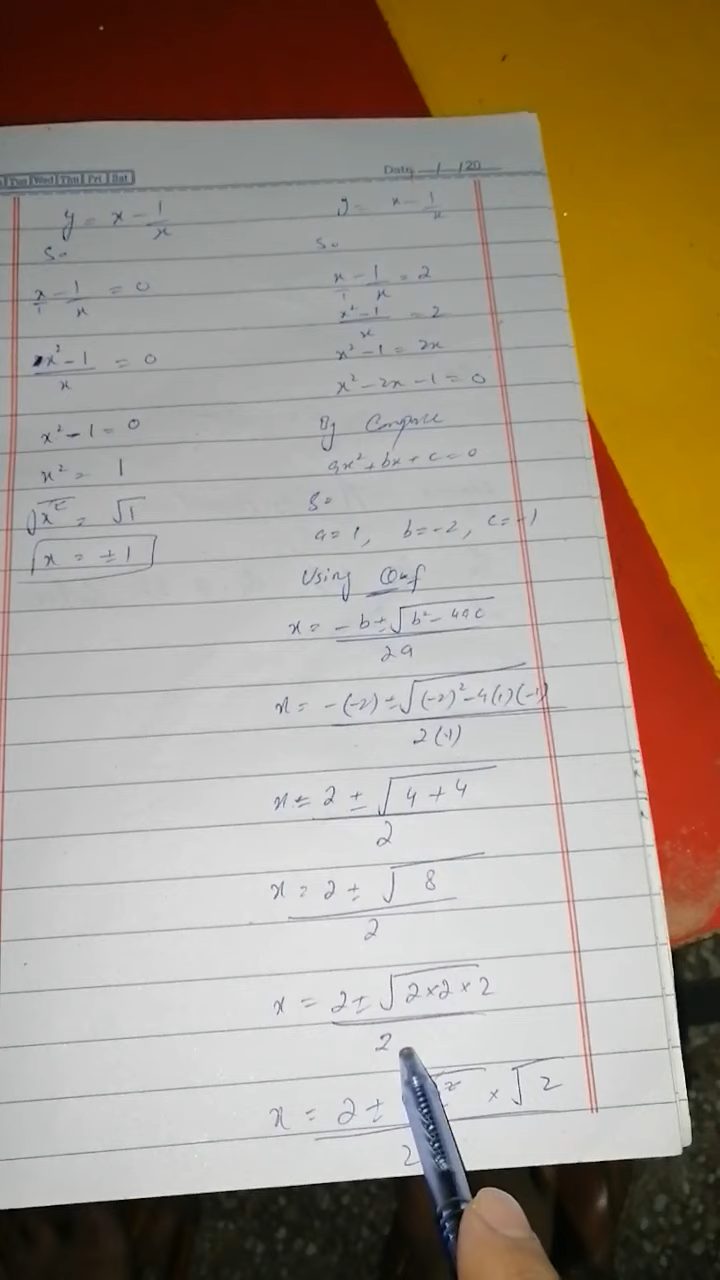 Tue Wed Thu Fri Sat
Date / /20
y = x - 1/x
So
x/1 - 1/x = 0
x² - 1/x = 0
x² - 1 = 0
x² = 1
√x² = √1
x = ±1
y = x - 1/x
So
x/1 - 1/x = 2
x² - 1/x = 2
x² - 1 = 2x
x² - 2x - 1 = 0
By Compare
ax² + bx + c = 0
So
a = 1, b = -2, c = -1
Using
x = -b ± √b² - 4ac / 2a
x = -(-2) ± √(-2)² - 4(1)(-1) / 2(1)
x = 2 ± √4 + 4 / 2
x = 2 ± √8 / 2
x = 2 ± √2×2×2 / 2
x = 2 ± × √2 / 2